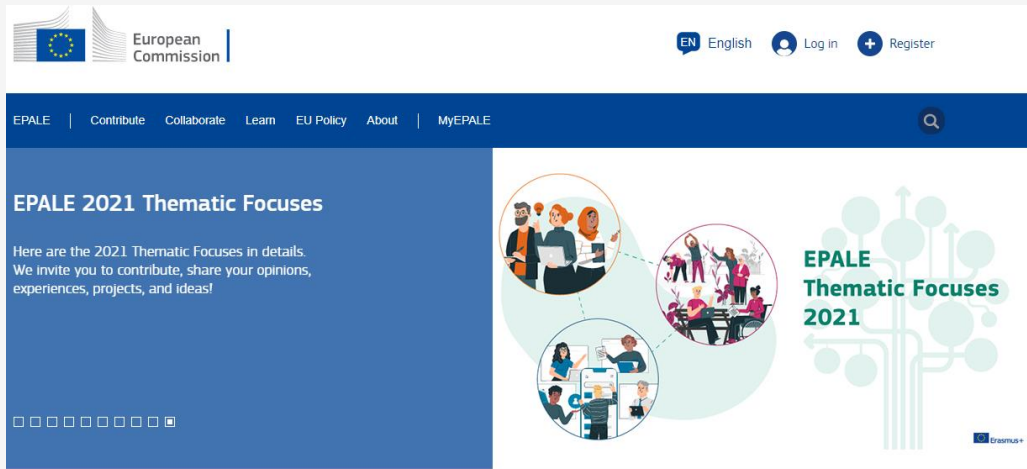 European
Commission
EN English Log in Register
EPALE Contribute Collaborate Learn EU Policy About MyEPALE
EPALE 2021 Thematic Focuses
Here are the 2021 Thematic Focuses in details.
We invite you to contribute, share your opinions,
experiences, projects, and ideas!
EPALE
Thematic Focuses
2021
Erasmus+